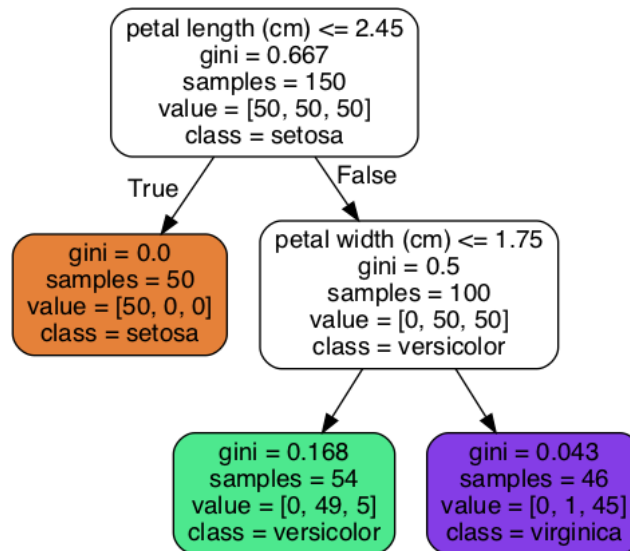 petal length (cm) <= 2.45
gini = 0.667
samples = 150
value = [50, 50, 50]
class = setosa
True
False
gini = 0.0
samples = 50
value = [50, 0, 0]
class = setosa
petal width (cm) <= 1.75
gini = 0.5
samples = 100
value = [0, 50, 50]
class = versicolor
gini = 0.168
samples = 54
value = [0, 49, 5]
class = versicolor
gini = 0.043
samples = 46
value = [0, 1, 45]
class = virginica